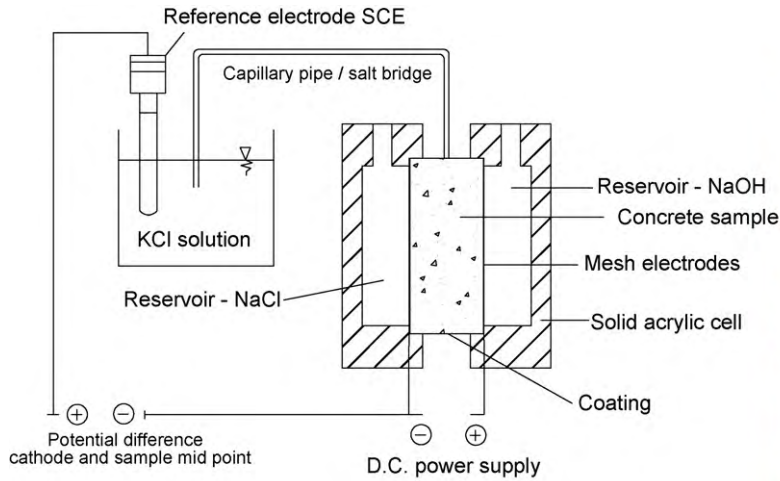 Reference electrode SCE
Capillary pipe / salt bridge
Reservoir - NaOH
Concrete sample
KCl solution
Mesh electrodes
Reservoir - NaCl
Solid acrylic cell
Coating
+ -
Potential difference
cathode and sample mid point
- +
D.C. power supply